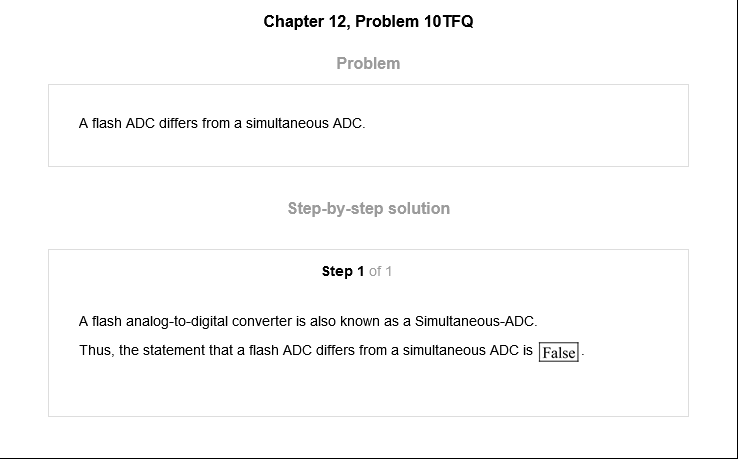 Chapter 12, Problem 10TFQ
Problem
A flash ADC differs from a simultaneous ADC.
Step-by-step solution
Step 1 of 1
A flash analog-to-digital converter is also known as a Simultaneous-ADC.
Thus, the statement that a flash ADC differs from a simultaneous ADC is False.